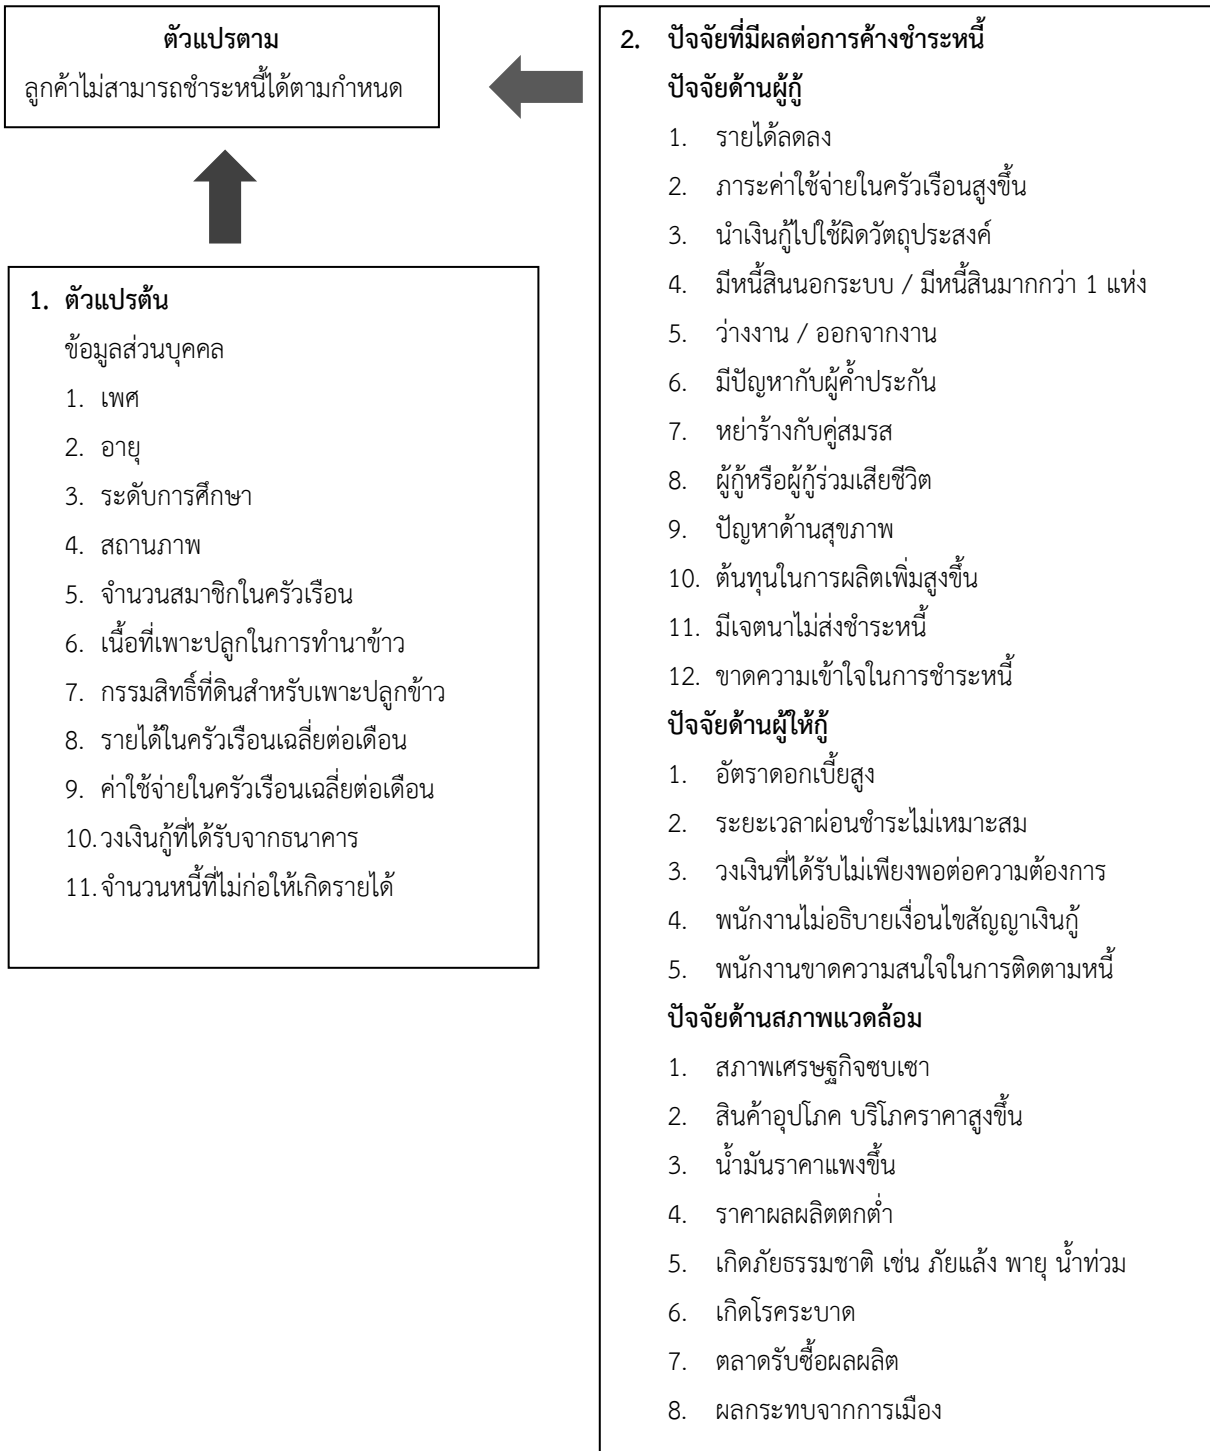 ตัวแปรตาม
ลูกค้าไม่สามารถชำระหนี้ได้ตามกำหนด
1. ตัวแปรต้น
ข้อมูลส่วนบุคคล
1. เพศ
2. อายุ
3. ระดับการศึกษา
4. สถานภาพ
5. จำนวนสมาชิกในครัวเรือน
6. เนื้อที่เพาะปลูกในการทำนาข้าว
7. กรรมสิทธิ์ที่ดินสำหรับเพาะปลูกข้าว
8. รายได้ในครัวเรือนเฉลี่ยต่อเดือน
9. ค่าใช้จ่ายในครัวเรือนเฉลี่ยต่อเดือน
10. วงเงินกู้ที่ได้รับจากธนาคาร
11. จำนวนหนี้ที่ไม่ก่อให้เกิดรายได้
2. ปัจจัยที่มีผลต่อการค้างชำระหนี้
ปัจจัยด้านผู้กู้
1. รายได้ลดลง
2. ภาระค่าใช้จ่ายในครัวเรือนสูงขึ้น
3. นำเงินกู้ไปใช้ผิดวัตถุประสงค์
4. มีหนี้สินนอกระบบ / มีหนี้สินมากกว่า 1 แห่ง
5. ว่างงาน / ออกจากงาน
6. มีปัญหากับผู้ค้ำประกัน
7. หย่าร้างกับคู่สมรส
8. ผู้กู้หรือผู้กู้ร่วมเสียชีวิต
9. ปัญหาด้านสุขภาพ
10. ต้นทุนในการผลิตเพิ่มสูงขึ้น
11. มีเจตนาไม่ส่งชำระหนี้
12. ขาดความเข้าใจในการชำระหนี้
ปัจจัยด้านผู้ให้กู้
1. อัตราดอกเบี้ยสูง
2. ระยะเวลาผ่อนชำระไม่เหมาะสม
3. วงเงินที่ได้รับไม่เพียงพอต่อความต้องการ
4. พนักงานไม่อธิบายเงื่อนไขสัญญาเงินกู้
5. พนักงานขาดความสนใจในการติดตามหนี้
ปัจจัยด้านสภาพแวดล้อม
1. สภาพเศรษฐกิจซบเซา
2. สินค้าอุปโภค บริโภคราคาสูงขึ้น
3. น้ำมันราคาแพงขึ้น
4. ราคาผลผลิตตกต่ำ
5. เกิดภัยธรรมชาติ เช่น ภัยแล้ง พายุ น้ำท่วม
6. เกิดโรคระบาด
7. ตลาดรับซื้อผลผลิต
8. ผลกระทบจากการเมือง